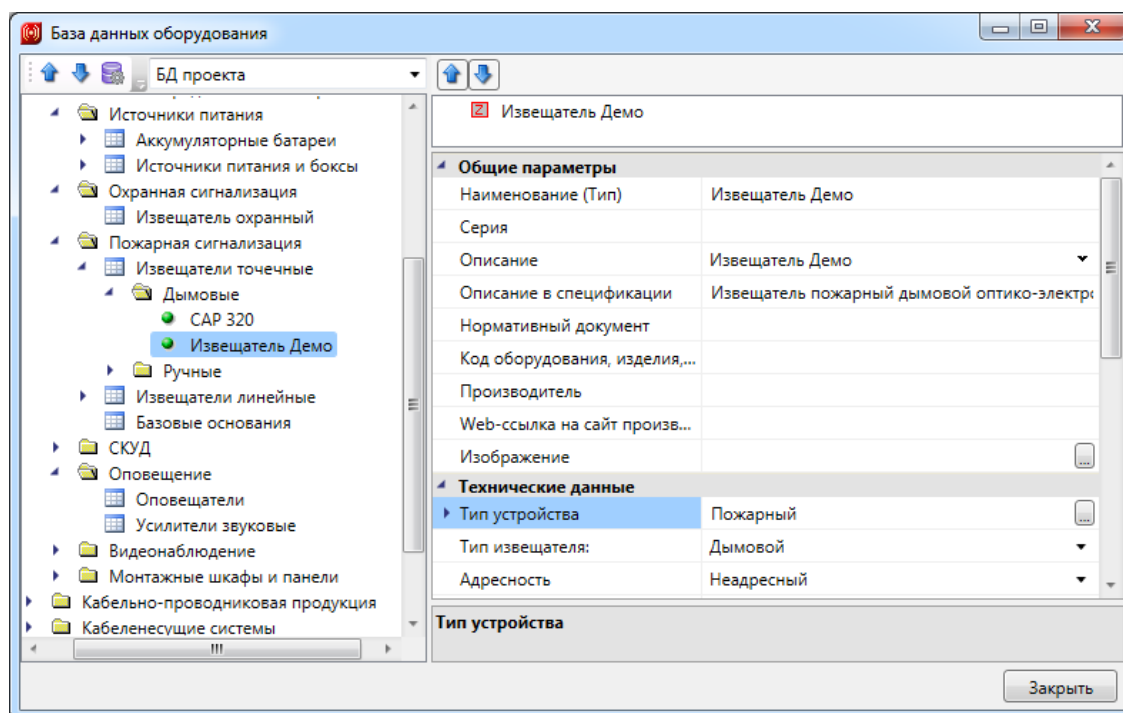 База данных оборудования
БД проекта
Источники питания
Аккумуляторные батареи
Источники питания и боксы
Охранная сигнализация
Извещатель охранный
Пожарная сигнализация
Извещатели точечные
Дымовые
CAP 320
Извещатель Демо
Ручные
Извещатели линейные
Базовые основания
СКУД
Оповещение
Оповещатели
Усилители звуковые
Видеонаблюдение
Монтажные шкафы и панели
Кабельно-проводниковая продукция
Кабеленесущие системы
Извещатель Демо
Общие параметры
Наименование (Тип) Извещатель Демо
Серия
Описание Извещатель Демо
Описание в спецификации Извещатель пожарный дымовой оптико-электро
Нормативный документ
Код оборудования, изделия,...
Производитель
Web-ссылка на сайт произв...
Изображение ...
Технические данные
Тип устройства Пожарный ...
Тип извещателя: Дымовой
Адресность Неадресный
Тип устройства
Закрыть